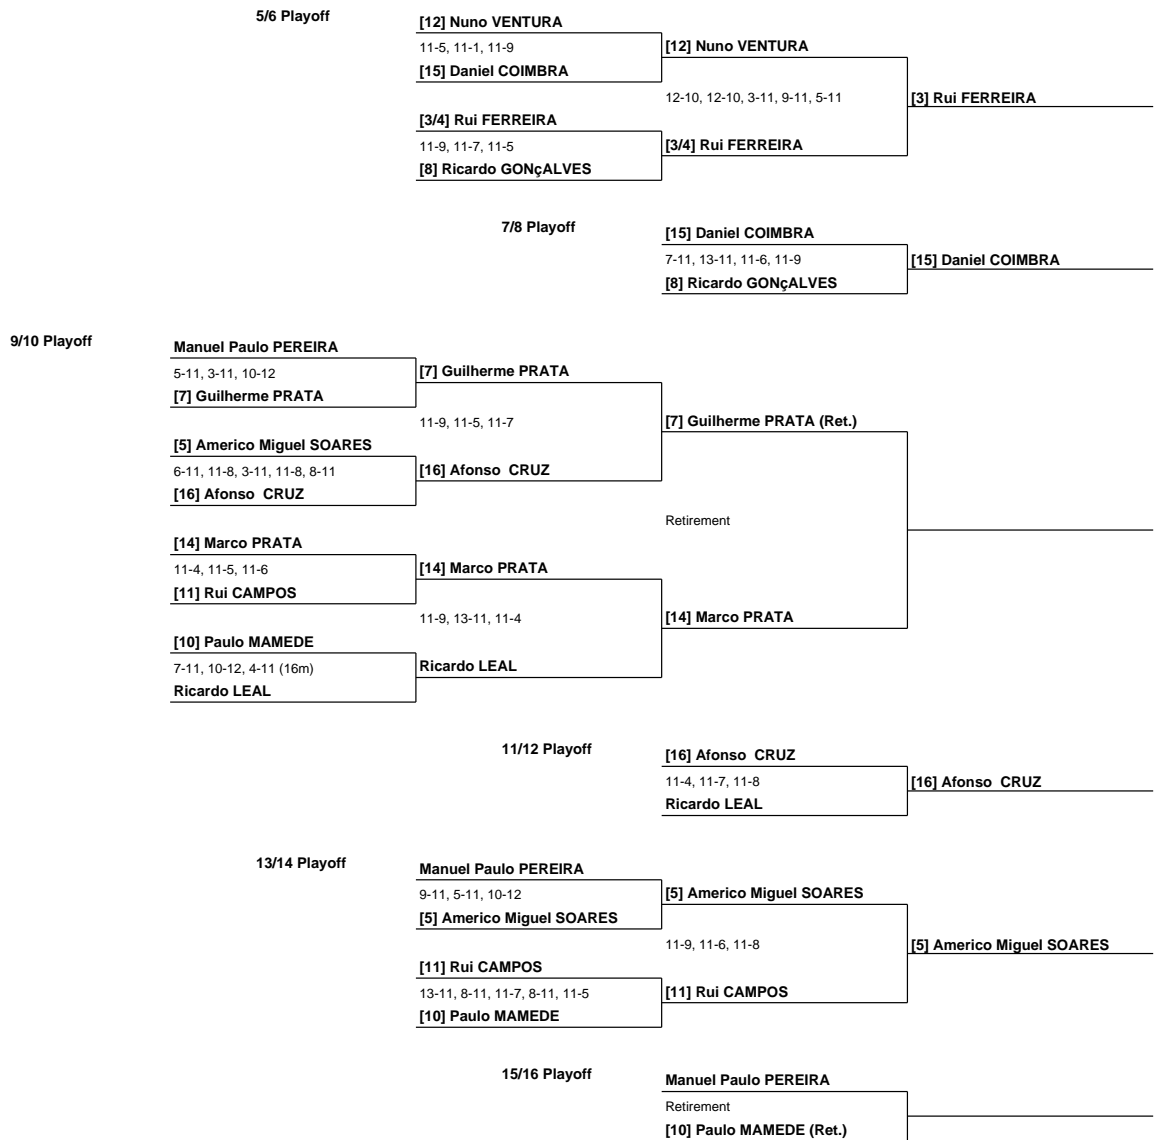 5/6 Playoff
[12] Nuno VENTURA
11-5, 11-1, 11-9
[12] Nuno VENTURA
[15] Daniel COIMBRA
12-10, 12-10, 3-11, 9-11, 5-11
[3] Rui FERREIRA
[3/4] Rui FERREIRA
11-9, 11-7, 11-5
[3/4] Rui FERREIRA
[8] Ricardo GONçALVES
7/8 Playoff
[15] Daniel COIMBRA
7-11, 13-11, 11-6, 11-9
[15] Daniel COIMBRA
[8] Ricardo GONçALVES
9/10 Playoff
Manuel Paulo PEREIRA
5-11, 3-11, 10-12
[7] Guilherme PRATA
[7] Guilherme PRATA
11-9, 11-5, 11-7
[7] Guilherme PRATA (Ret.)
[5] Americo Miguel SOARES
6-11, 11-8, 3-11, 11-8, 8-11
[16] Afonso CRUZ
[16] Afonso CRUZ
Retirement
[14] Marco PRATA
11-4, 11-5, 11-6
[14] Marco PRATA
[11] Rui CAMPOS
11-9, 13-11, 11-4
[14] Marco PRATA
[10] Paulo MAMEDE
7-11, 10-12, 4-11 (16m)
Ricardo LEAL
Ricardo LEAL
11/12 Playoff
[16] Afonso CRUZ
11-4, 11-7, 11-8
[16] Afonso CRUZ
Ricardo LEAL
13/14 Playoff
Manuel Paulo PEREIRA
9-11, 5-11, 10-12
[5] Americo Miguel SOARES
[5] Americo Miguel SOARES
11-9, 11-6, 11-8
[5] Americo Miguel SOARES
[11] Rui CAMPOS
13-11, 8-11, 11-7, 8-11, 11-5
[11] Rui CAMPOS
[10] Paulo MAMEDE
15/16 Playoff
Manuel Paulo PEREIRA
Retirement
[10] Paulo MAMEDE (Ret.)